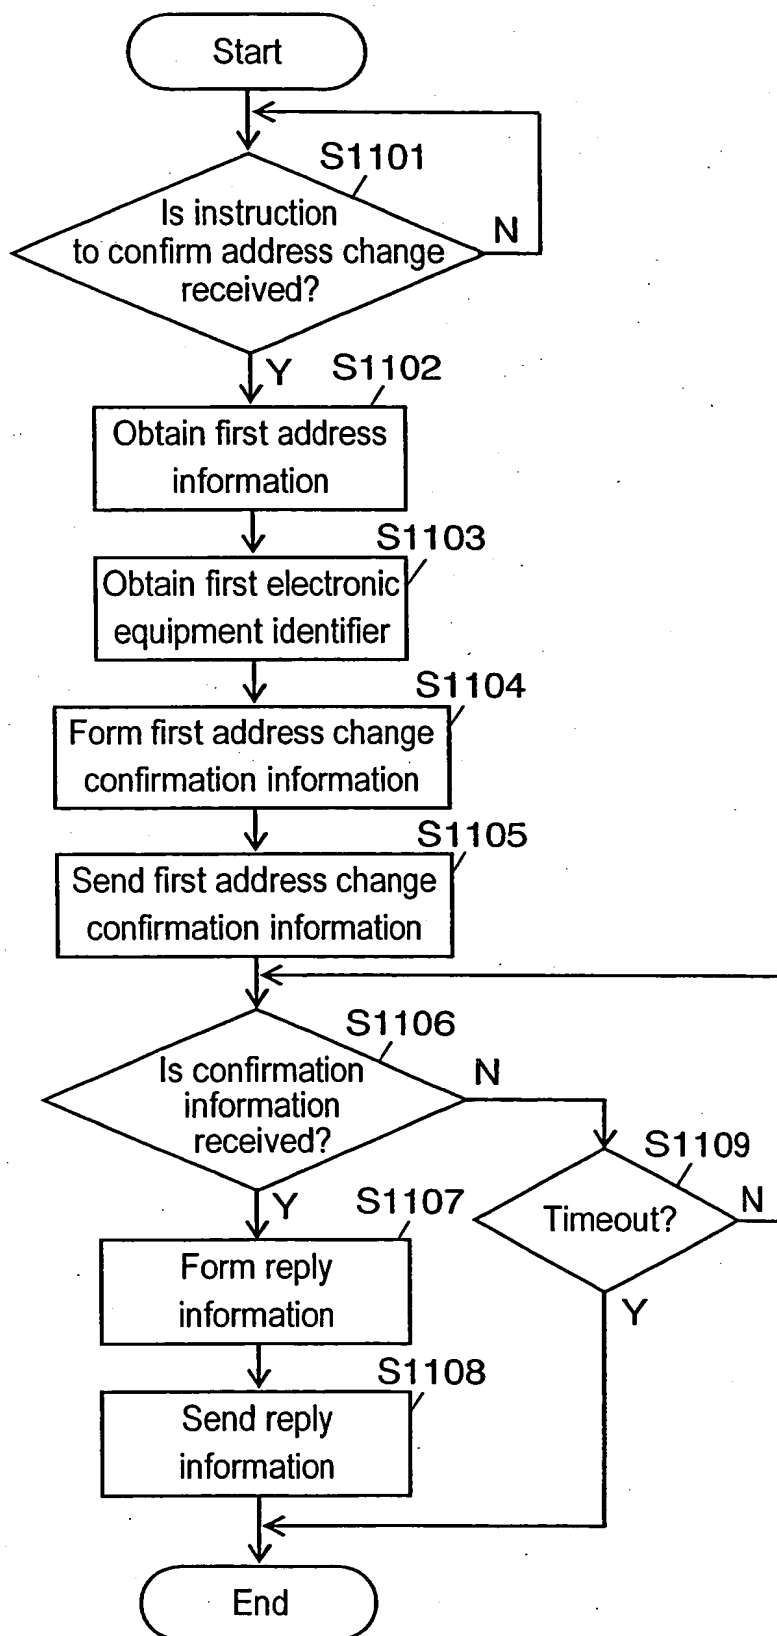 Start
S1101
Is instruction
to confirm address change
received?
N
Y
S1102
Obtain first address
information
S1103
Obtain first electronic
equipment identifier
S1104
Form first address change
confirmation information
S1105
Send first address change
confirmation information
S1106
Is confirmation
information
received?
N
S1109
Timeout?
N
Y
Y
S1107
Form reply
information
S1108
Send reply
information
End